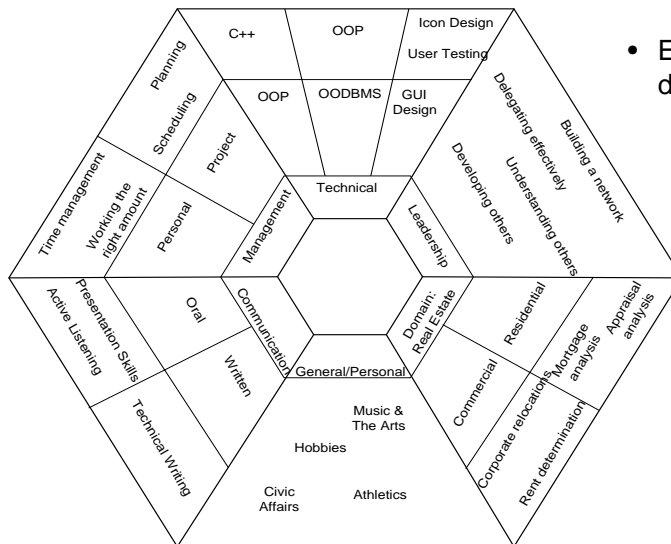 C++
OOP
Icon Design
User Testing
OOP
OODBMS
GUI
Design
Technical
Planning
Scheduling
Project
Time management
Working the
right amount
Personal
Management
Delegating effectively
Building a network
Developing others
Understanding others
Leadership
Active Listening
Presentation Skills
Oral
Communication
Written
Technical Writing
Domain:
Real Estate
Residential
Mortgage
analysis
Appraisal
analysis
Commercial
Corporate relocations
Rent determination
General/Personal
Music &
The Arts
Hobbies
Civic
Affairs
Athletics
• E
d